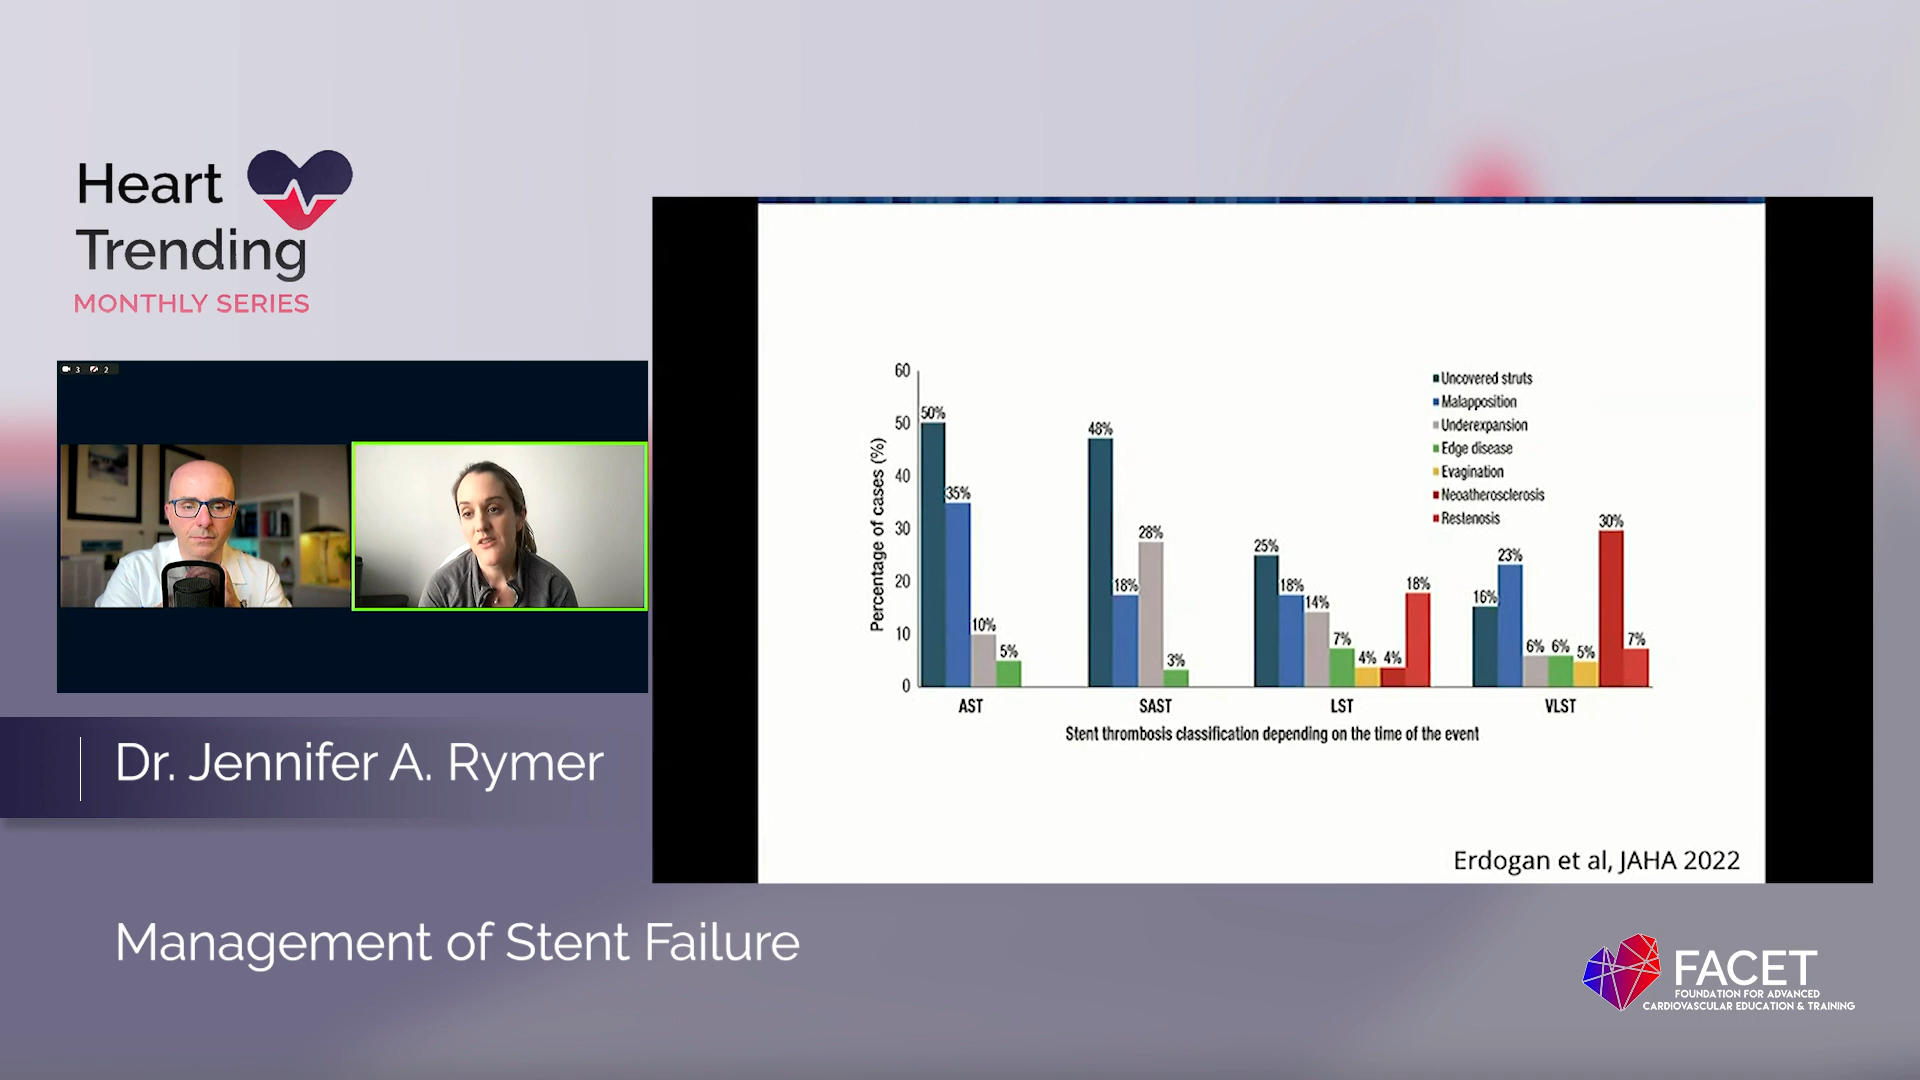 Heart
Trending
MONTHLY SERIES
3 2
Dr. Jennifer A. Rymer
Management of Stent Failure
Percentage of cases (%)
60
50
40
30
20
10
0
50%
35%
10%
5%
48%
18%
28%
3%
25%
18%
14%
7%
4%
4%
18%
16%
23%
6%
6%
5%
30%
7%
Uncovered struts
Malapposition
Underexpansion
Edge disease
Evagination
Neoatherosclerosis
Restenosis
AST
SAST
LST
VLST
Stent thrombosis classification depending on the time of the event
Erdogan et al, JAHA 2022
FACET
FOUNDATION FOR ADVANCED
CARDIOVASCULAR EDUCATION & TRAINING